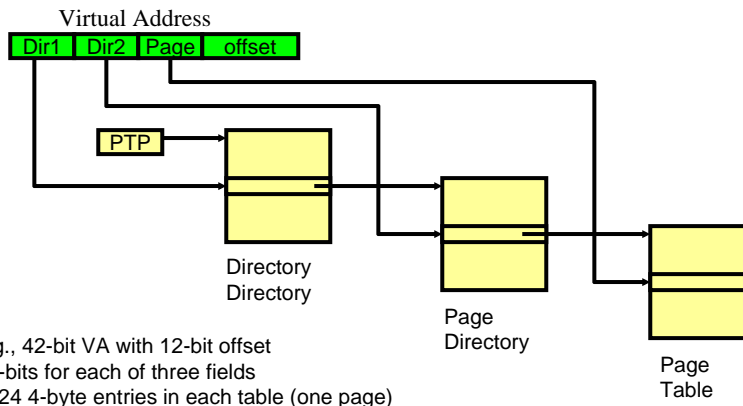 Virtual Address
Dir1 Dir2 Page offset
PTP
Directory
Directory
Page
Directory
Page
Table
g., 42-bit VA with 12-bit offset
-bits for each of three fields
24 4-byte entries in each table (one page)